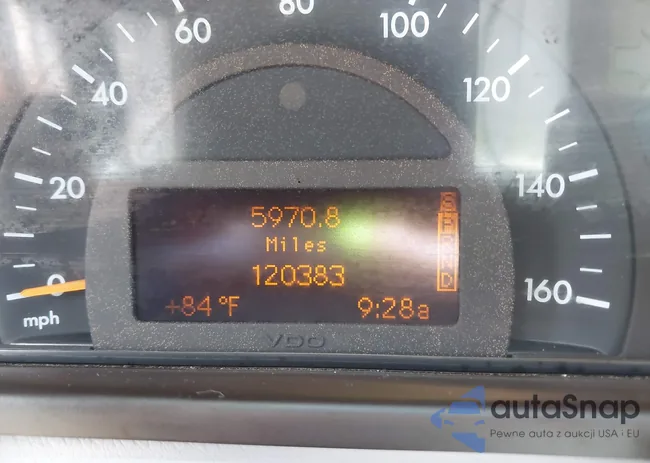 80
100
60
120
40
140
20
160
0
mph
5970.8
Miles
120383
+84°F
9:28a
S
P
D
VDO
autaSnap
Pewne auta z aukcji USA i EU